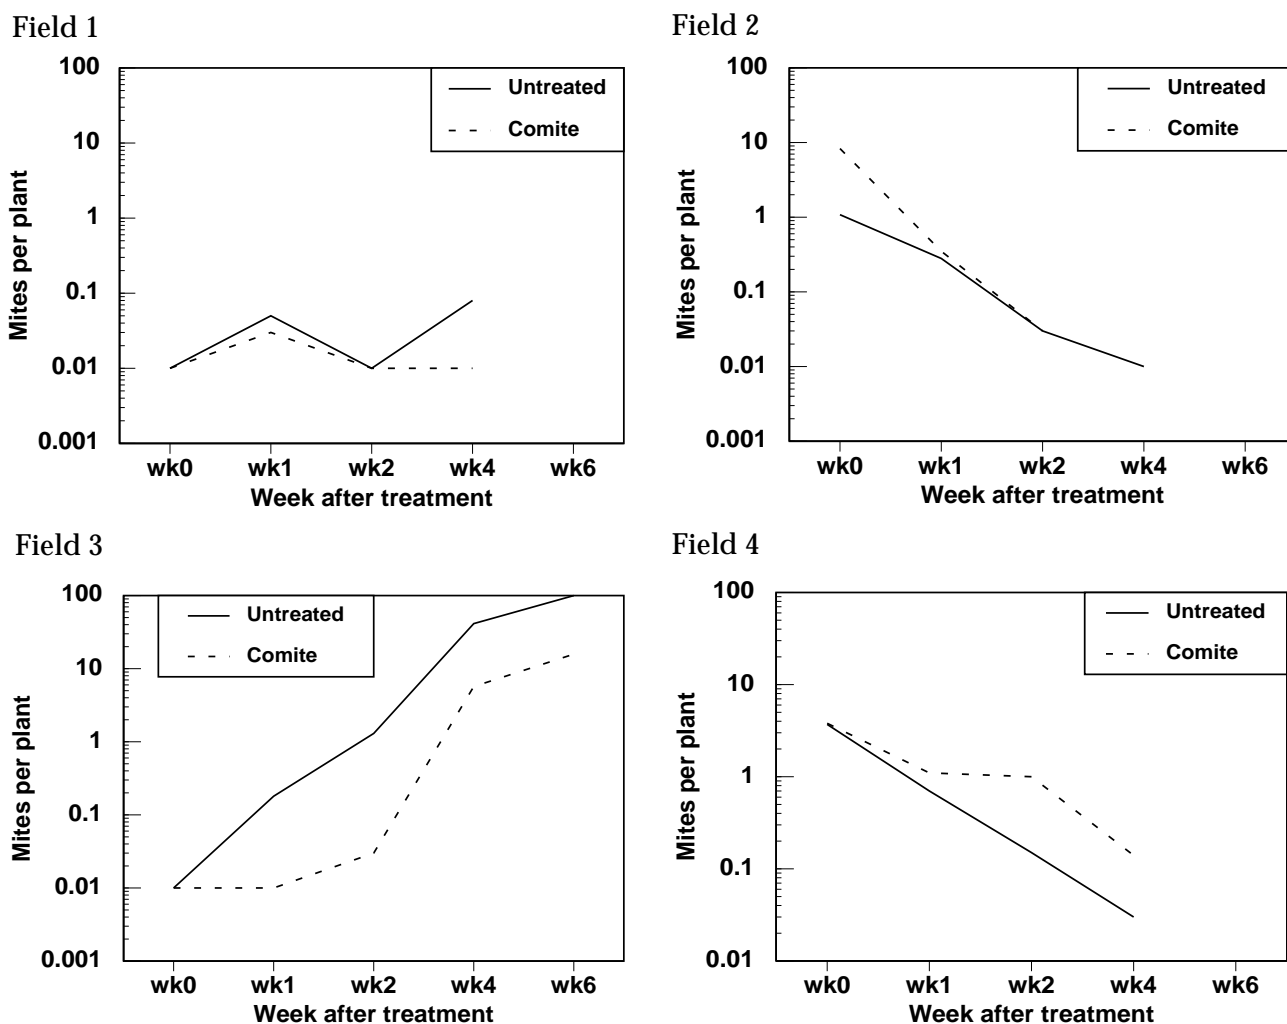 Field 1
100
10
1
0.1
0.01
0.001
Mites per plant
Untreated
Comite
wk0 wk1 wk2 wk4 wk6
Week after treatment
Field 2
100
10
1
0.1
0.01
0.001
Mites per plant
Untreated
Comite
wk0 wk1 wk2 wk4 wk6
Week after treatment
Field 3
100
10
1
0.1
0.01
0.001
Mites per plant
Untreated
Comite
wk0 wk1 wk2 wk4 wk6
Week after treatment
Field 4
100
10
1
0.1
0.01
Mites per plant
Untreated
Comite
wk0 wk1 wk2 wk4 wk6
Week after treatment